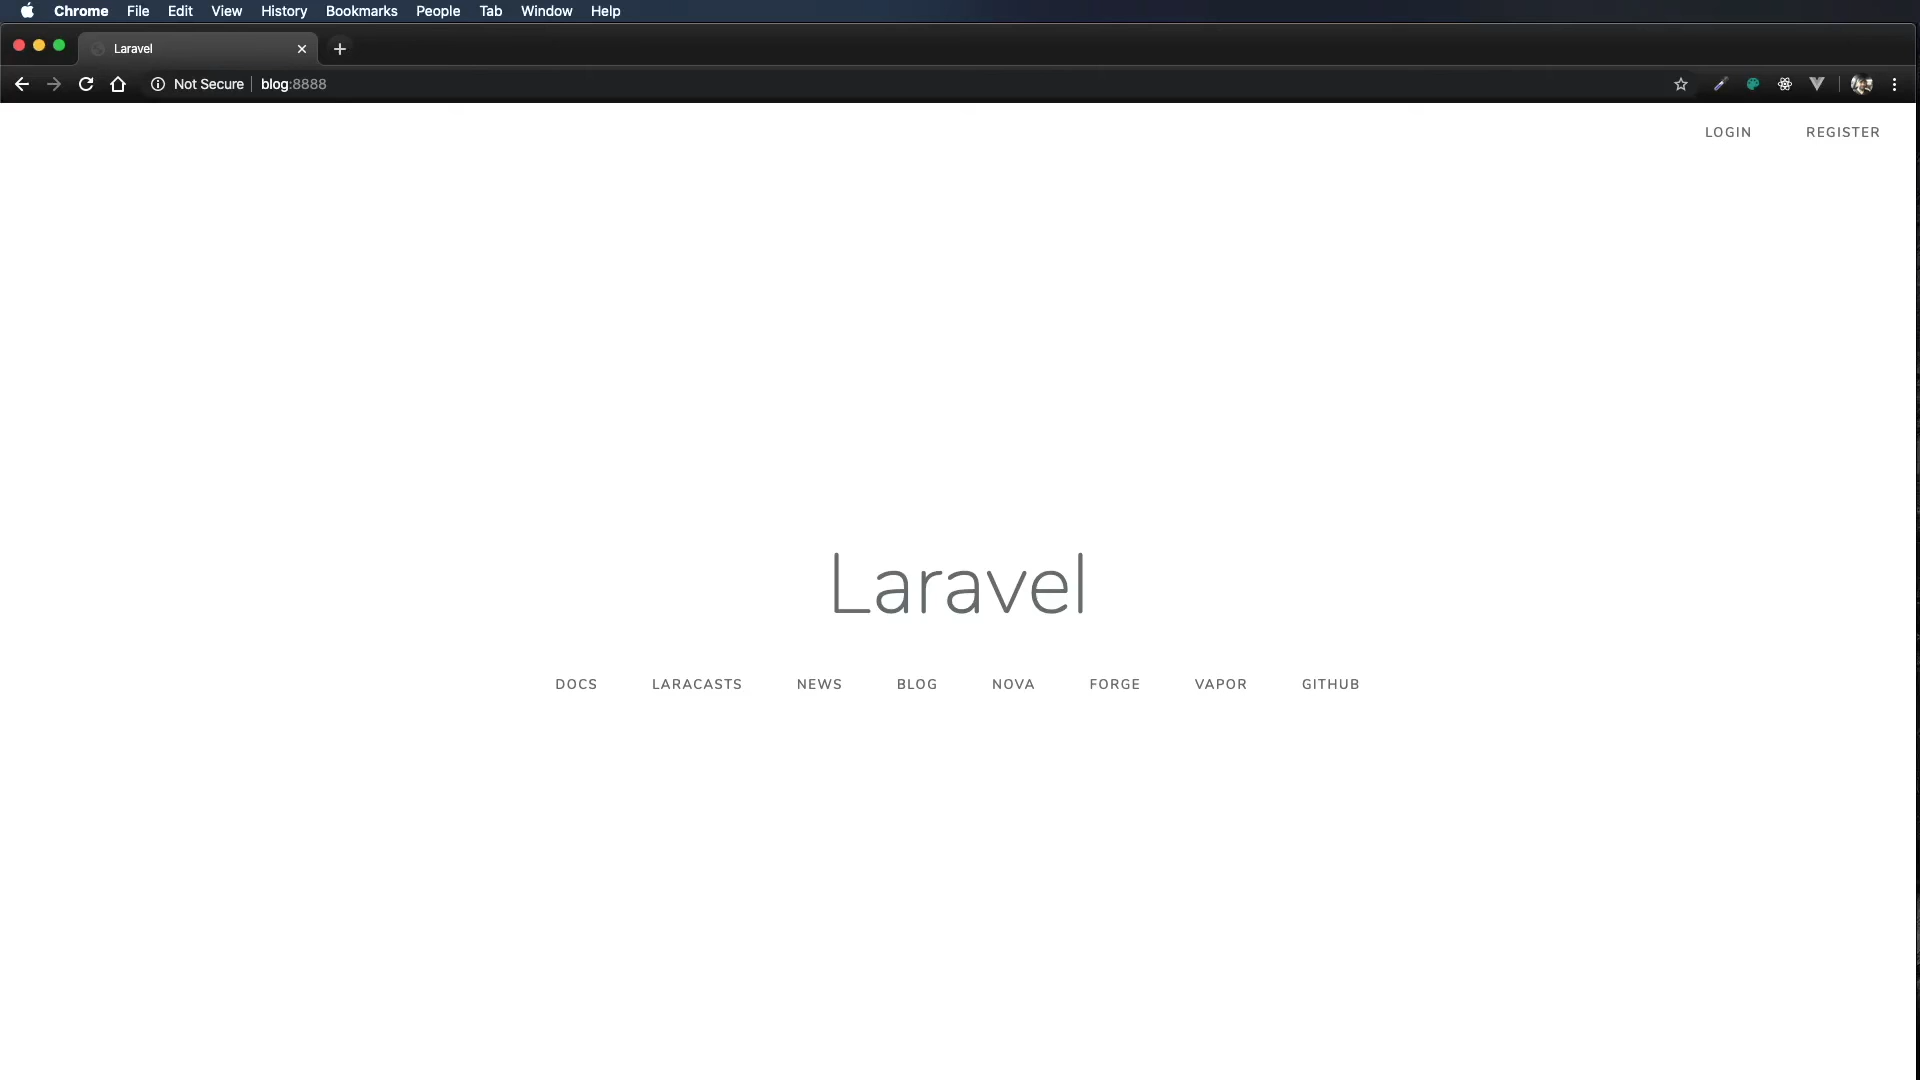 Chrome File Edit View History Bookmarks People Tab Window Help
Laravel
Not Secure blog:8888
LOGIN REGISTER
Laravel
DOCS LARACASTS NEWS BLOG NOVA FORGE VAPOR GITHUB